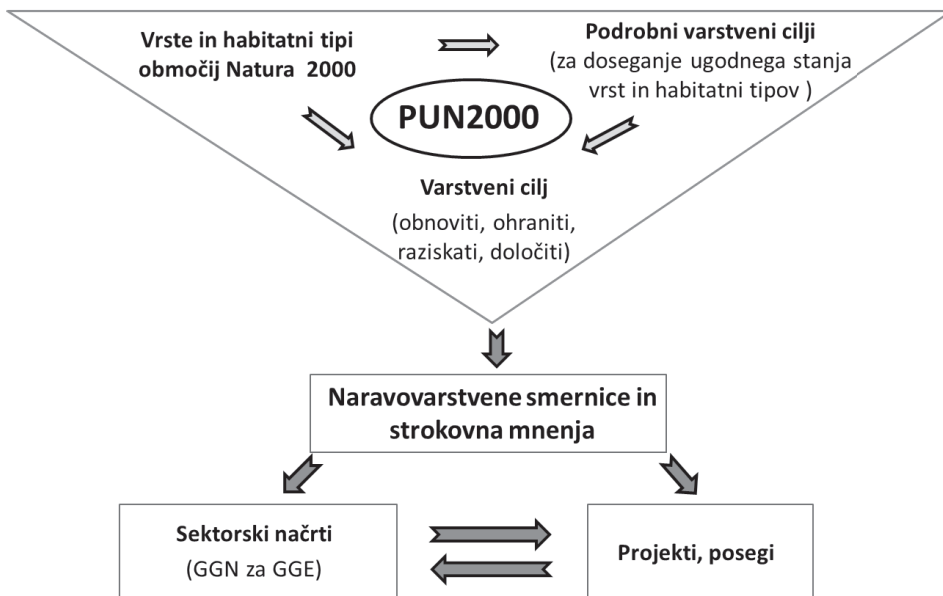 Vrste in habitatni tipi
območij Natura 2000
Podrobni varstveni cilji
(za doseganje ugodnega stanja
vrst in habitatni tipov )
PUN2000
Varstveni cilj
(obnoviti, ohraniti,
raziskati, določiti)
Naravovarstvene smernice in
strokovna mnenja
Sektorski načrti
(GGN za GGE)
Projekti, posegi